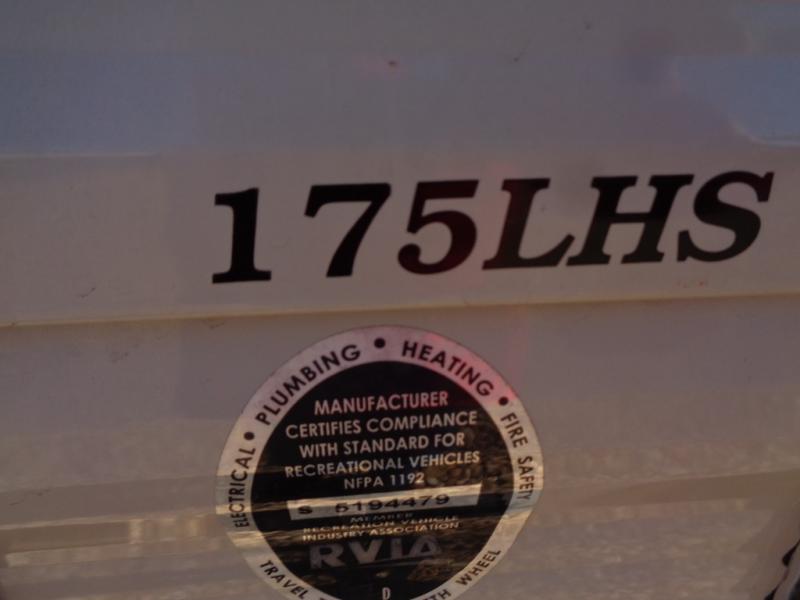 175LHS
ELECTRICAL • PLUMBING • HEATING • FIRE SAFETY
MANUFACTURER
CERTIFIES COMPLIANCE
WITH STANDARD FOR
RECREATIONAL VEHICLES
NFPA 1192
S 5194479
MEMBER
RECREATION VEHICLE
INDUSTRY ASSOCIATION
RVIA
D
TRAVEL WHEEL